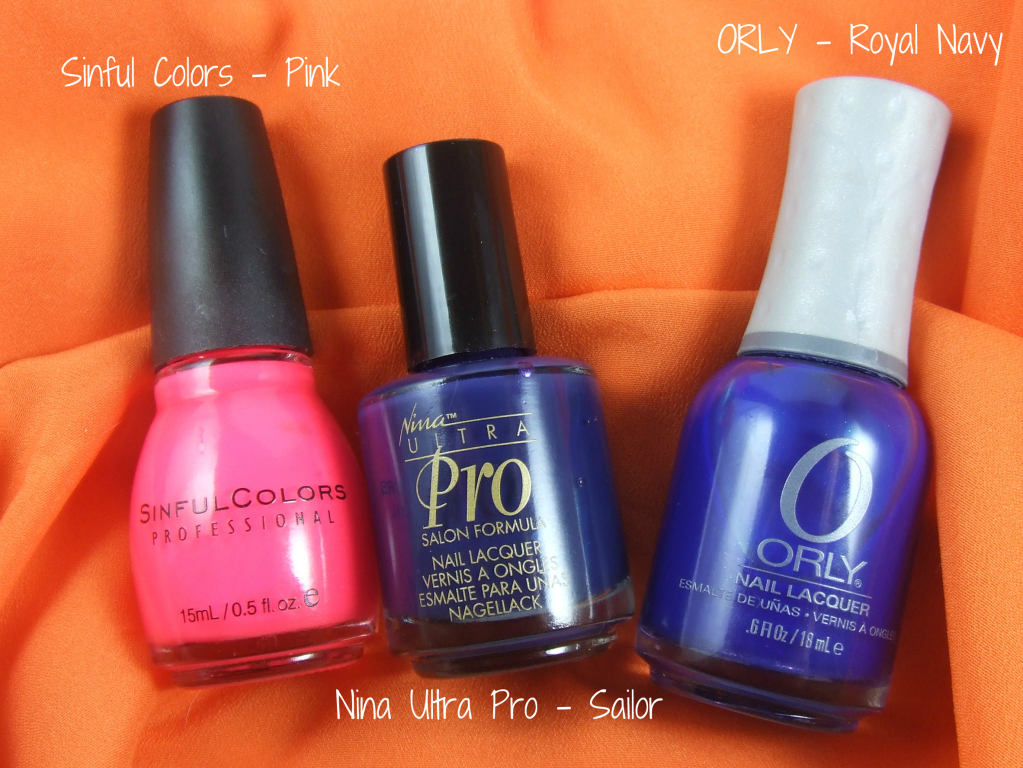 Sinful Colors - Pink
ORLY - Royal Navy
SINFULCOLORS
PROFESSIONAL
15mL / 0.5 fl. oz. e
Nina™
ULTRA
Pro
SALON FORMULA
NAIL LACQUER
VERNIS A ONGLES
ESMALTE PARA UÑAS
NAGELLACK
O
ORLY®
NAIL LACQUER
ESMALTE DE UÑAS • VERNIS À ONGLES
.6 Fl Oz / 18 mL e
Nina Ultra Pro - Sailor